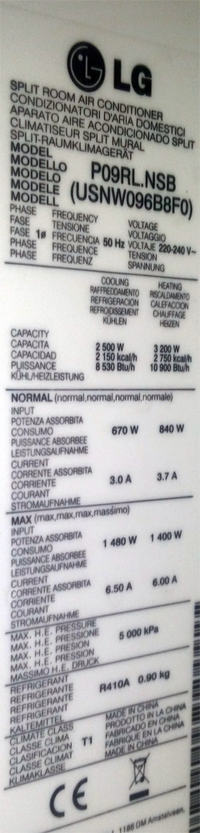 LG
SPLIT ROOM AIR CONDITIONER
CONDIZIONATORI D'ARIA DOMESTICI
APARATO AIRE ACONDICIONADO SPLIT
CLIMATISEUR SPLIT MURAL
SPLIT-RAUMKLIMAGERÄT
MODEL
MODELLO P09RL.NSB
MODELO (USNW096B8F0)
MODELE
MODELL
PHASE FREQUENCY VOLTAGE
FASE TENSIONE VOLTAGGIO
FASE 1ø FRECUENCIA 50 Hz VOLTAJE 220-240 V~
PHASE FREQUENCE TENSION
PHASE FREQUENZ SPANNUNG
COOLING HEATING
RAFFREDDAMENTO RISCALDAMENTO
REFRIGERACION CALEFACCION
REFROIDISSEMENT CHAUFFAGE
KÜHLEN HEIZEN
CAPACITY
CAPACITA 2 500 W 3 200 W
CAPACIDAD 2 150 kcal/h 2 750 kcal/h
PUISSANCE 8 530 Btu/h 10 900 Btu/h
KÜHL/HEIZLEISTUNG
NORMAL (normal,normal,normal,normale)
INPUT
POTENZA ASSORBITA 670 W 840 W
CONSUMO
PUISSANCE ABSORBEE
LEISTUNGSAUFNAHME
CURRENT
CORRENTE ASSORBITA 3.0 A 3.7 A
CORRIENTE
COURANT
STROMAUFNAHME
MAX (max,max,max,massimo)
INPUT
POTENZA ASSORBITA 1 480 W 1 400 W
CONSUMO
PUISSANCE ABSORBEE
LEISTUNGSAUFNAHME
CURRENT
CORRENTE ASSORBITA 6.50 A 6.00 A
CORRIENTE
COURANT
STROMAUFNAHME
MAX. H.E. PRESSURE
MAX. H.E. PRESSIONE 5 000 kPa
MAX. H.E. PRESION
MAX. H.E. PRESSION
MASSIMO H.E. DRUCK
REFRIGERANT
REFRIGERANTE R410A 0.90 kg
REFRIGERANTE
REFRIGERANT
KALTEMITTEL
CLIMATE CLASS MADE IN CHINA
CLASSE CLIMA PRODOTTO IN CHINA
CLASIFICACION T1 FABRICADO EN CHINA
CLASSE CLIMA FABRIQUE EN CHINA
KLIMAKLASSE MADE IN CHINA
CE
1186 DM Amstelveen,